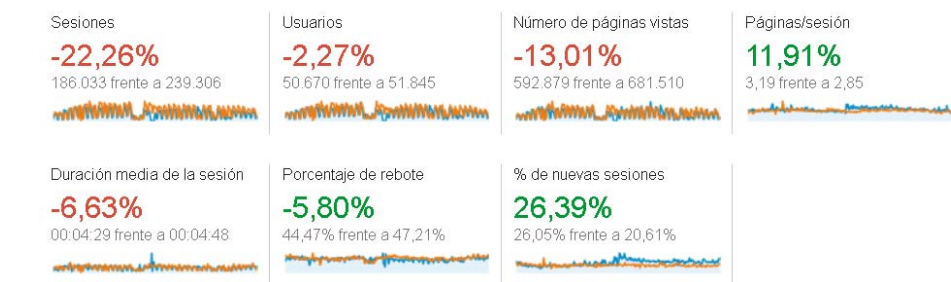 Sesiones
-22,26%
186.033 frente a 239.306
Usuarios
-2,27%
50.670 frente a 51.845
Número de páginas vistas
-13,01%
592.879 frente a 681.510
Páginas/sesión
11,91%
3,19 frente a 2,85
Duración media de la sesión
-6,63%
00:04:29 frente a 00:04:48
Porcentaje de rebote
-5,80%
44,47% frente a 47,21%
% de nuevas sesiones
26,39%
26,05% frente a 20,61%